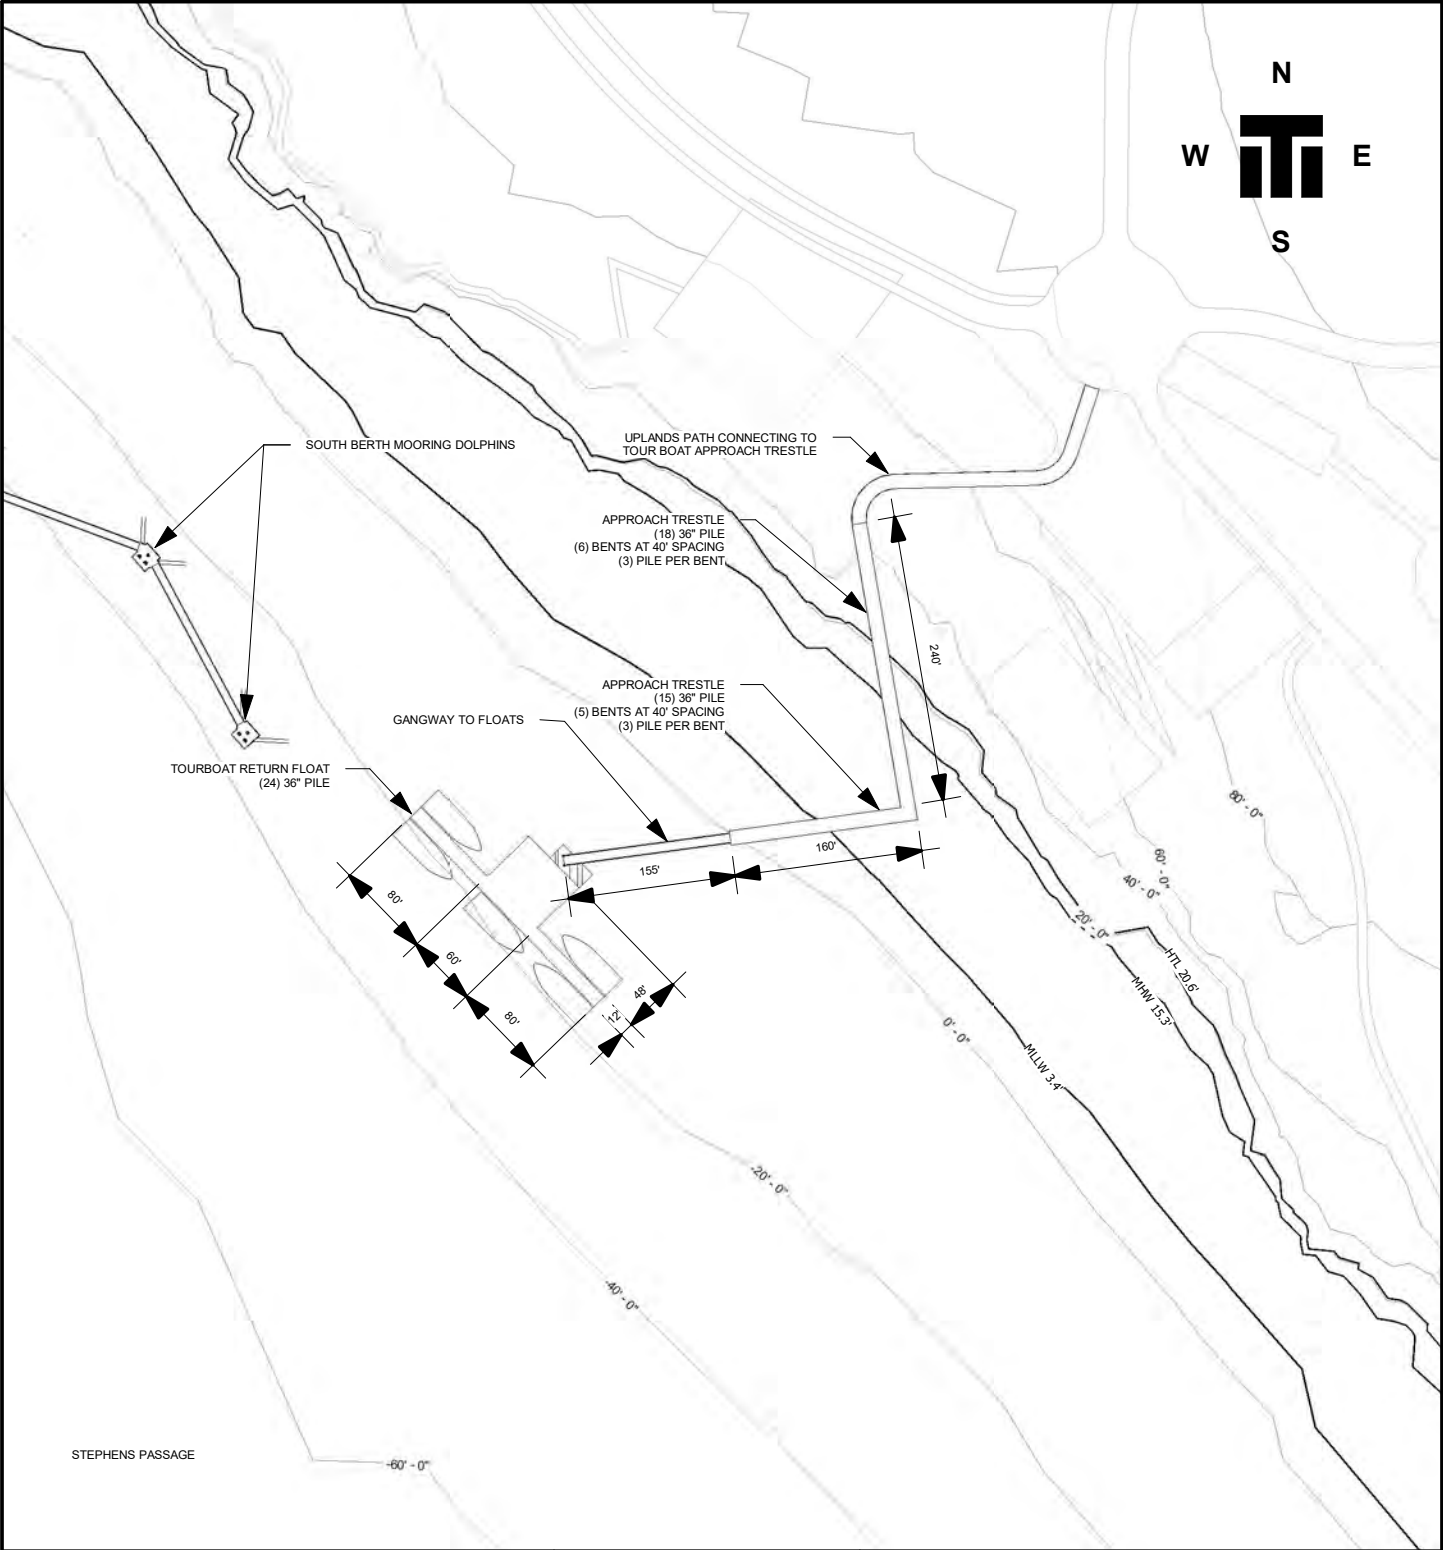 N
W
E
S
SOUTH BERTH MOORING DOLPHINS
UPLANDS PATH CONNECTING TO
TOUR BOAT APPROACH TRESTLE
APPROACH TRESTLE
(18) 36" PILE
(6) BENTS AT 40' SPACING
(3) PILE PER BENT
240'
APPROACH TRESTLE
(15) 36" PILE
(5) BENTS AT 40' SPACING
(3) PILE PER BENT
GANGWAY TO FLOATS
TOURBOAT RETURN FLOAT
(24) 36" PILE
80' - 0"
160'
155'
60' - 0"
40' - 0"
80'
20' - 0"
60'
HTL 20.6'
MHW 15.3'
48'
12'
80'
0' - 0"
MLLW 3.4'
-20' - 0"
-40' - 0"
STEPHENS PASSAGE
-60' - 0"